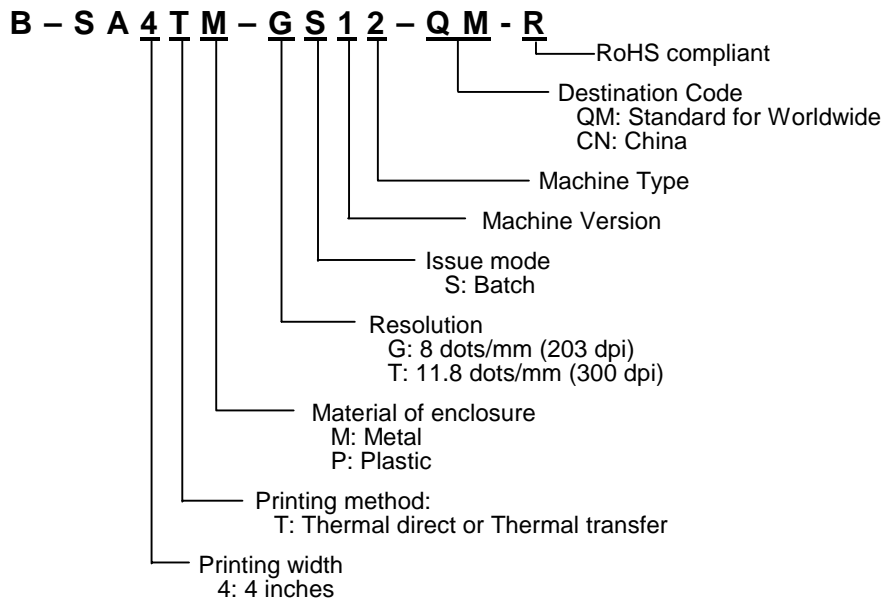 B – S A 4 T M – G S 1 2 – Q M - R
RoHS compliant
Destination Code
QM: Standard for Worldwide
CN: China
Machine Type
Machine Version
Issue mode
S: Batch
Resolution
G: 8 dots/mm (203 dpi)
T: 11.8 dots/mm (300 dpi)
Material of enclosure
M: Metal
P: Plastic
Printing method:
T: Thermal direct or Thermal transfer
Printing width
4: 4 inches